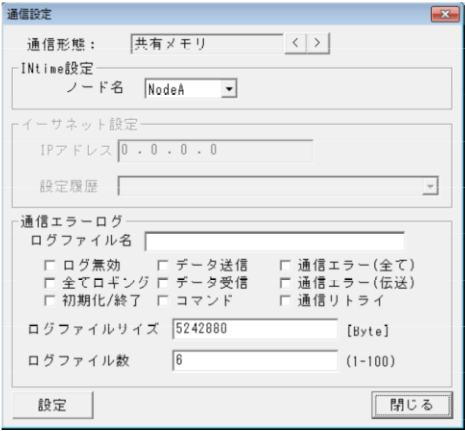 通信設定
通信形態： 共有メモリ < >
INtime設定
ノード名 NodeA
イーサネット設定
IPアドレス 0 . 0 . 0 . 0
設定履歴
通信エラーログ
ログファイル名
ログ無効 データ送信 通信エラー(全て)
全てロギング データ受信 通信エラー(伝送)
初期化/終了 コマンド 通信リトライ
ログファイルサイズ 5242880 [Byte]
ログファイル数 6 (1-100)
設定 閉じる